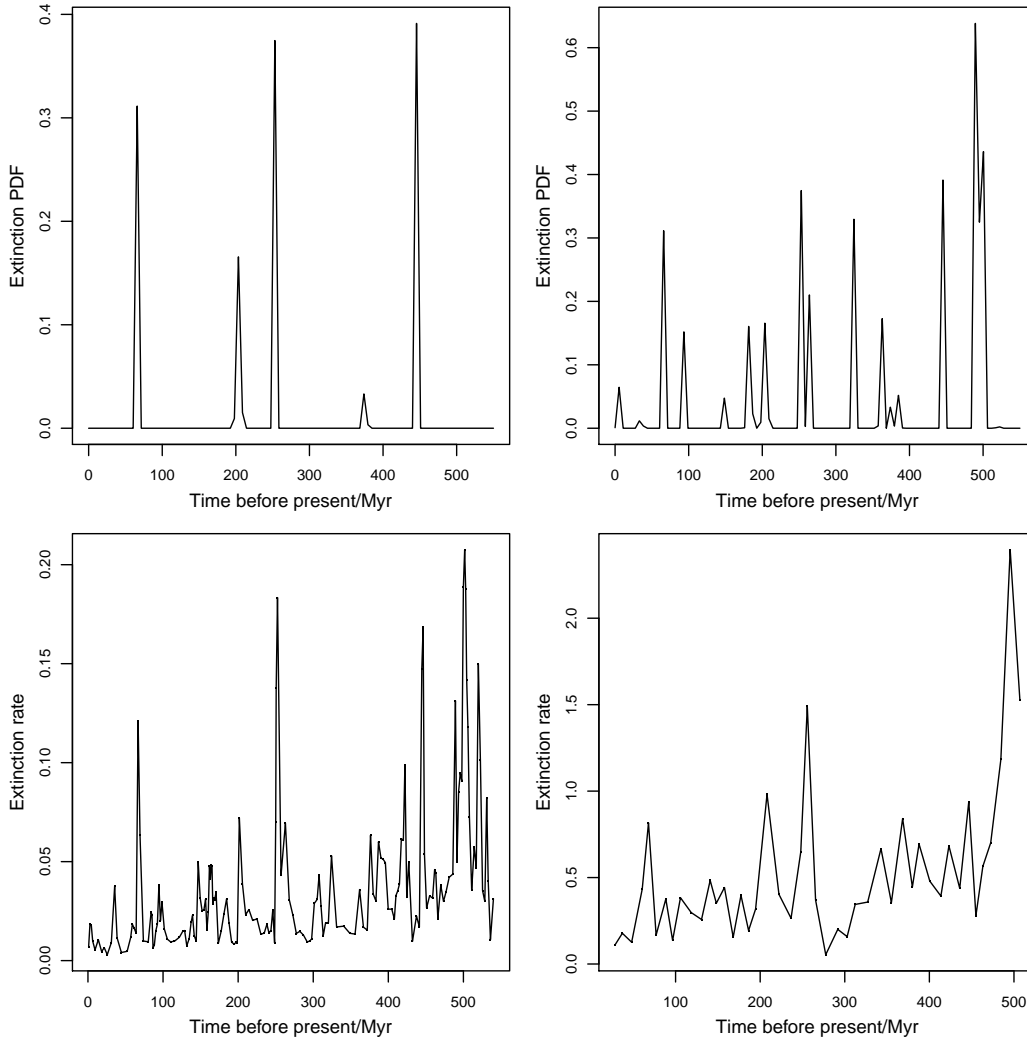 0.0 0.1 0.2 0.3 0.4
Extinction PDF
0 100 200 300 400 500
Time before present/Myr
0.0 0.1 0.2 0.3 0.4 0.5 0.6
Extinction PDF
0 100 200 300 400 500
Time before present/Myr
0.00 0.05 0.10 0.15 0.20
Extinction rate
0 100 200 300 400 500
Time before present/Myr
0.0 0.5 1.0 1.5 2.0
Extinction rate
100 200 300 400 500
Time before present/Myr